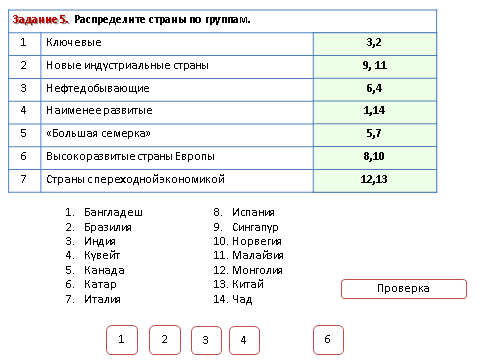 Задание 5. Распределите страны по группам.
1 Ключевые 3,2
2 Новые индустриальные страны 9, 11
3 Нефтедобывающие 6,4
4 Наименее развитые 1,14
5 «Большая семерка» 5,7
6 Высокоразвитые страны Европы 8,10
7 Страны с переходной экономикой 12,13
1. Бангладеш
2. Бразилия
3. Индия
4. Кувейт
5. Канада
6. Катар
7. Италия
8. Испания
9. Сингапур
10. Норвегия
11. Малайзия
12. Монголия
13. Китай
14. Чад
Проверка
1 2 3 4 6